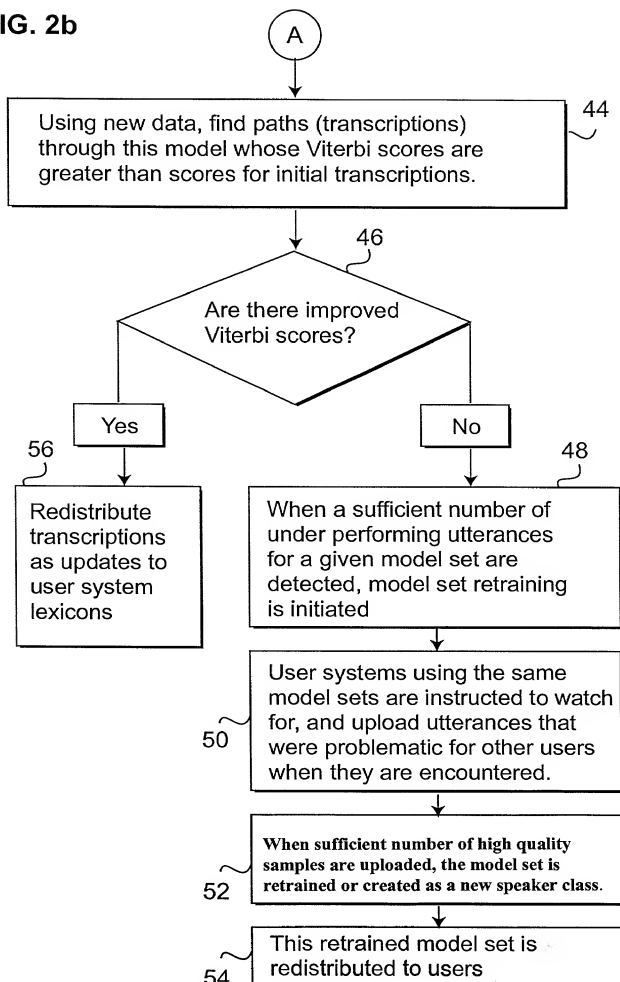 IG. 2b
A
Using new data, find paths (transcriptions)
through this model whose Viterbi scores are
greater than scores for initial transcriptions.
44
46
Are there improved
Viterbi scores?
Yes
No
56
Redistribute
transcriptions
as updates to
user system
lexicons
48
When a sufficient number of
under performing utterances
for a given model set are
detected, model set retraining
is initiated
User systems using the same
model sets are instructed to watch
for, and upload utterances that
were problematic for other users
when they are encountered.
50
When sufficient number of high quality
samples are uploaded, the model set is
retrained or created as a new speaker class.
52
This retrained model set is
redistributed to users
54